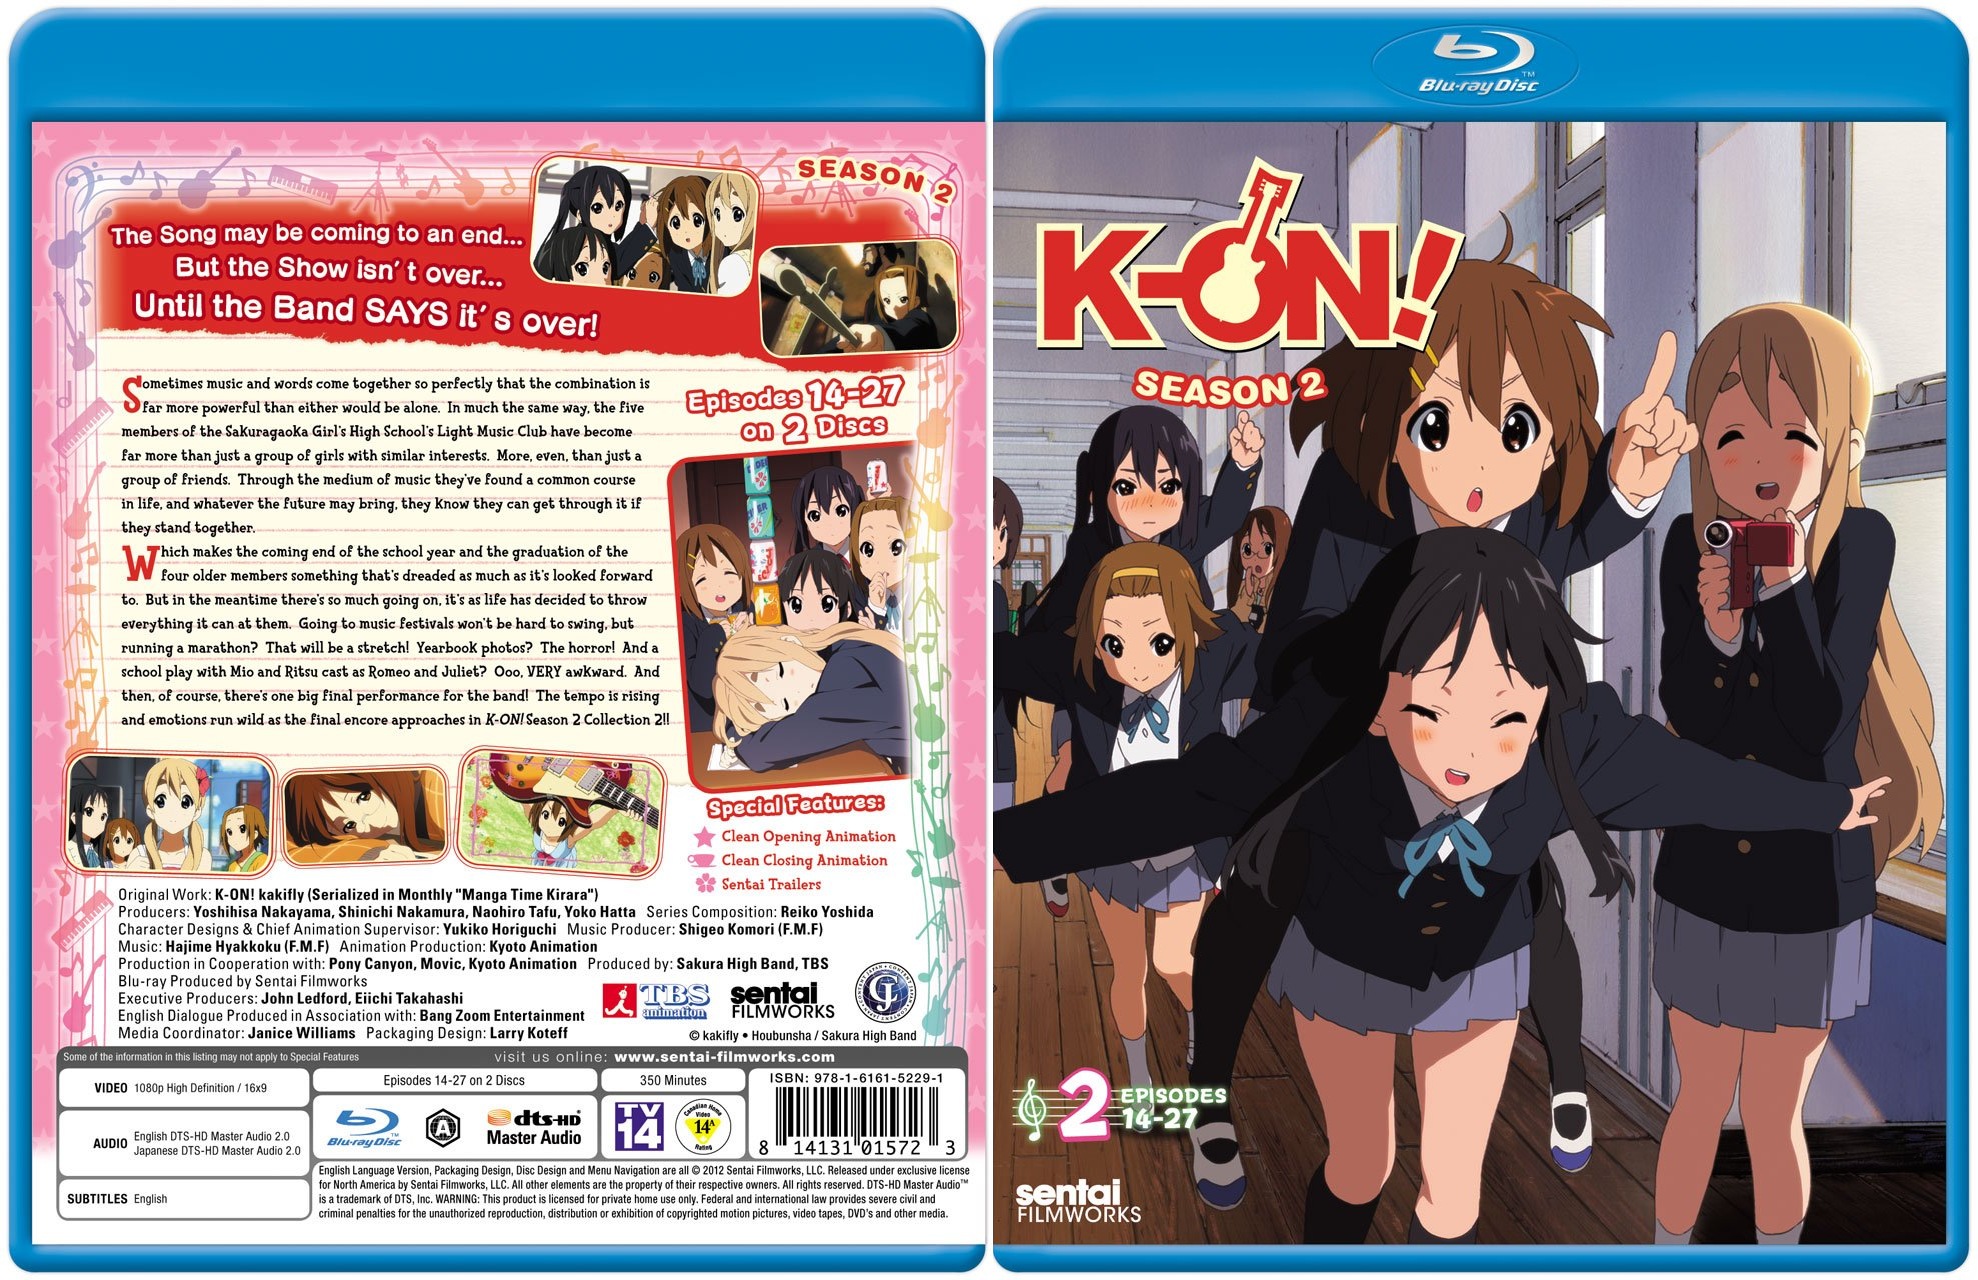 SEASON 2
The Song may be coming to an end...
But the Show isn't over...
Until the Band SAYS it's over!
Sometimes music and words come together so perfectly that the combination is
far more powerful than either would be alone. In much the same way, the five
members of the Sakuragaoka Girl's High School's Light Music Club have become
far more than just a group of girls with similar interests. More, even, than just a
group of friends. Through the medium of music they've found a common course
in life, and whatever the future may bring, they know they can get through it if
they stand together.
Which makes the coming end of the school year and the graduation of the
four older members something that's dreaded as much as it's looked forward
to. But in the meantime there's so much going on, it's as life has decided to throw
everything it can at them. Going to music festivals won't be hard to swing, but
running a marathon? That will be a stretch! Yearbook photos? The horror! And a
school play with Mio and Ritsu cast as Romeo and Juliet? Ooo, VERY awkward. And
then, of course, there's one big final performance for the band! The tempo is rising
and emotions run wild as the final encore approaches in K-ON! Season 2 Collection 2!!
Episodes 14-27
on 2 Discs
Special Features:
Clean Opening Animation
Clean Closing Animation
Sentai Trailers
Original Work: K-ON! kakifly (Serialized in Monthly "Manga Time Kirara")
Producers: Yoshihisa Nakayama, Shinichi Nakamura, Naohiro Tafu, Yoko Hatta Series Composition: Reiko Yoshida
Character Designs & Chief Animation Supervisor: Yukiko Horiguchi Music Producer: Shigeo Komori (F.M.F)
Music: Hajime Hyakkoku (F.M.F) Animation Production: Kyoto Animation
Production in Cooperation with: Pony Canyon, Movic, Kyoto Animation Produced by: Sakura High Band, TBS
Blu-ray Produced by Sentai Filmworks
Executive Producers: John Ledford, Eiichi Takahashi
English Dialogue Produced in Association with: Bang Zoom Entertainment
Media Coordinator: Janice Williams Packaging Design: Larry Koteff
TBS
animation
sentai
FILMWORKS
CONTENT JAPAN
© kakifly • Houbunsha / Sakura High Band
Some of the information in this listing may not apply to Special Features
visit us online: www.sentai-filmworks.com
VIDEO 1080p High Definition / 16x9
AUDIO English DTS-HD Master Audio 2.0
Japanese DTS-HD Master Audio 2.0
SUBTITLES English
Episodes 14-27 on 2 Discs
350 Minutes
Blu-ray Disc™
A
dts-HD
Master Audio
TV
14
Canadian Home
Video
14A
Rating
ISBN: 978-1-6161-5229-1
8 14131 01572 3
English Language Version, Packaging Design, Disc Design and Menu Navigation are all © 2012 Sentai Filmworks, LLC. Released under exclusive license
for North America by Sentai Filmworks, LLC. All other elements are the property of their respective owners. All rights reserved. DTS-HD Master Audio™
is a trademark of DTS, Inc. WARNING: This product is licensed for private home use only. Federal and international law provides severe civil and
criminal penalties for the unauthorized reproduction, distribution or exhibition of copyrighted motion pictures, video tapes, DVD's and other media.
Blu-ray Disc™
K-ON!
SEASON 2
2 EPISODES
14-27
sentai
FILMWORKS